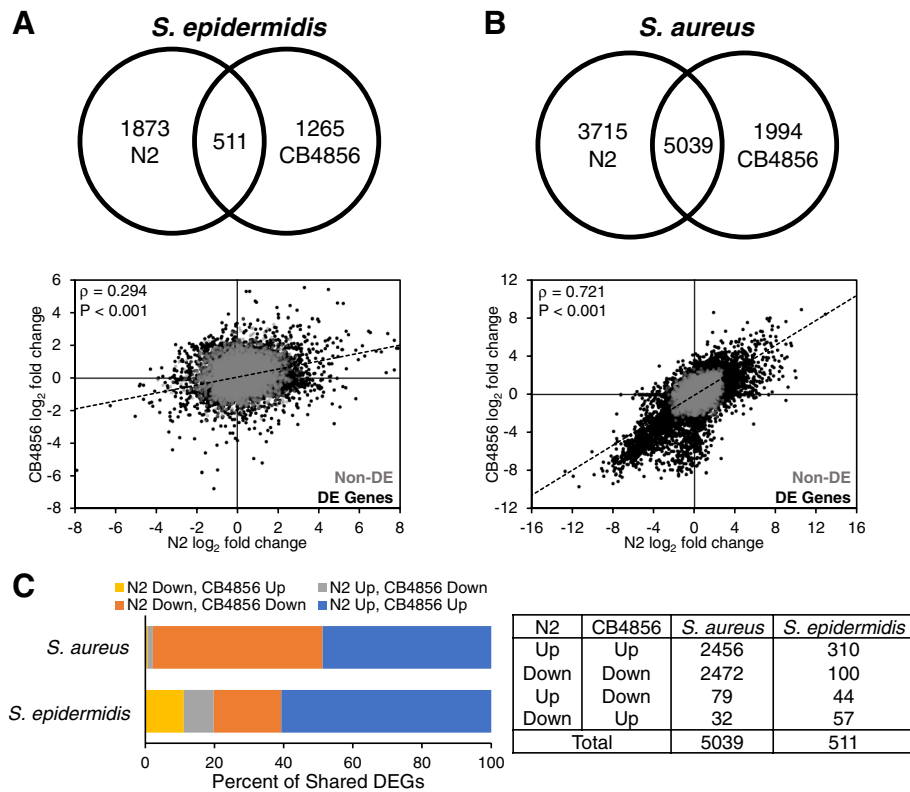 A
S. epidermidis
1873
N2
511
1265
CB4856
B
S. aureus
3715
N2
5039
1994
CB4856
ρ = 0.294
P < 0.001
CB4856 log2 fold change
6
4
2
0
-2
-4
-6
-8
Non-DE
DE Genes
-8 -6 -4 -2 0 2 4 6 8
N2 log2 fold change
ρ = 0.721
P < 0.001
CB4856 log2 fold change
12
8
4
0
-4
-8
-12
Non-DE
DE Genes
-16 -12 -8 -4 0 4 8 12 16
N2 log2 fold change
C
N2 Down, CB4856 Up N2 Up, CB4856 Down
N2 Down, CB4856 Down N2 Up, CB4856 Up
S. aureus
S. epidermidis
0 20 40 60 80 100
Percent of Shared DEGs
N2 CB4856 S. aureus S. epidermidis
Up Up 2456 310
Down Down 2472 100
Up Down 79 44
Down Up 32 57
Total 5039 511